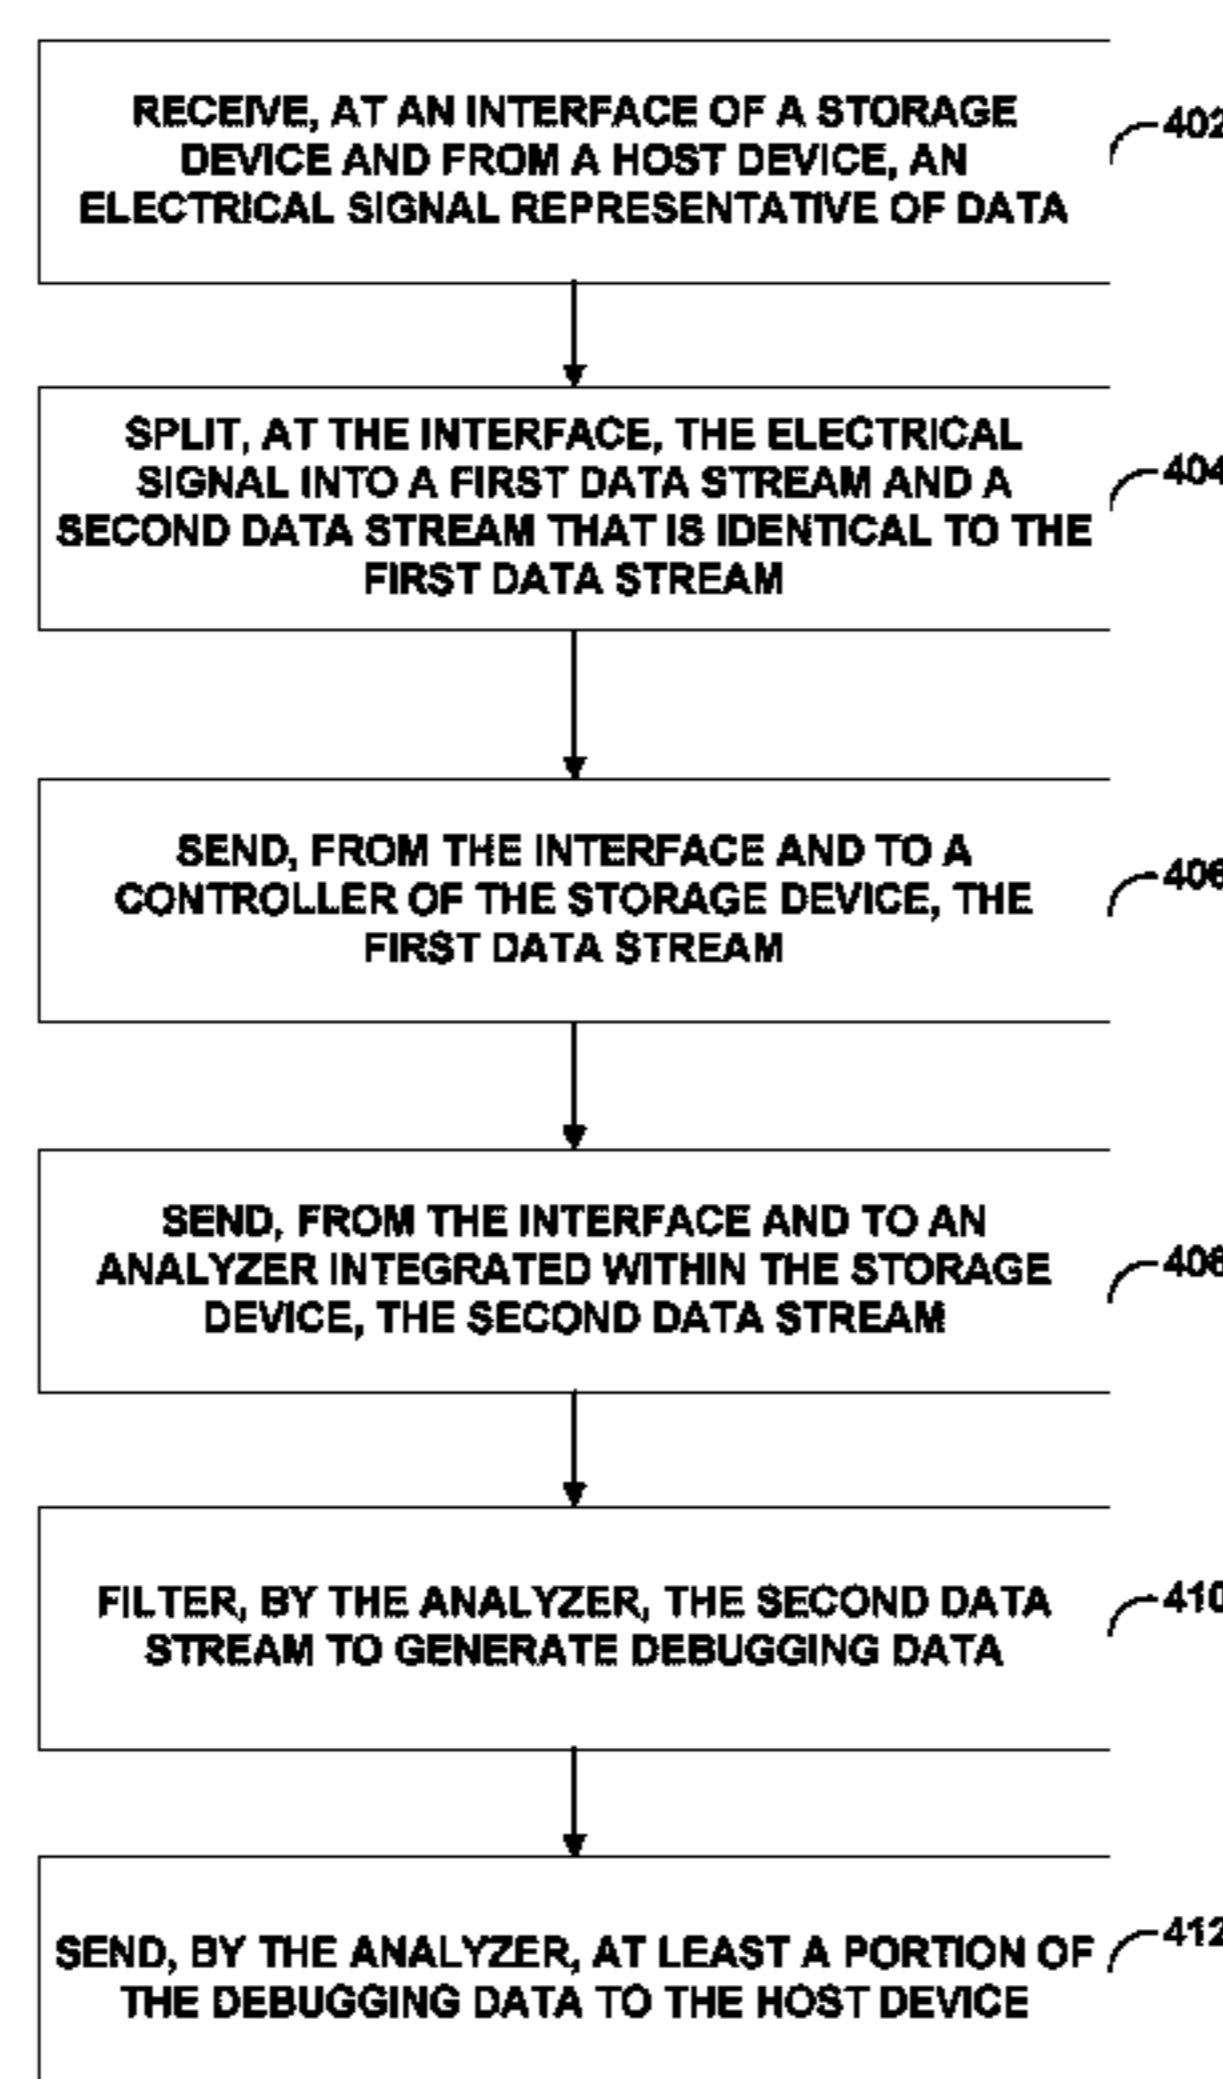 RECEIVE, AT AN INTERFACE OF A STORAGE
DEVICE AND FROM A HOST DEVICE, AN
ELECTRICAL SIGNAL REPRESENTATIVE OF DATA
402
SPLIT, AT THE INTERFACE, THE ELECTRICAL
SIGNAL INTO A FIRST DATA STREAM AND A
SECOND DATA STREAM THAT IS IDENTICAL TO THE
FIRST DATA STREAM
404
SEND, FROM THE INTERFACE AND TO A
CONTROLLER OF THE STORAGE DEVICE, THE
FIRST DATA STREAM
406
SEND, FROM THE INTERFACE AND TO AN
ANALYZER INTEGRATED WITHIN THE STORAGE
DEVICE, THE SECOND DATA STREAM
FILTER, BY THE ANALYZER, THE SECOND DATA
STREAM TO GENERATE DEBUGGING DATA
410
SEND, BY THE ANALYZER, AT LEAST A PORTION OF
THE DEBUGGING DATA TO THE HOST DEVICE
412